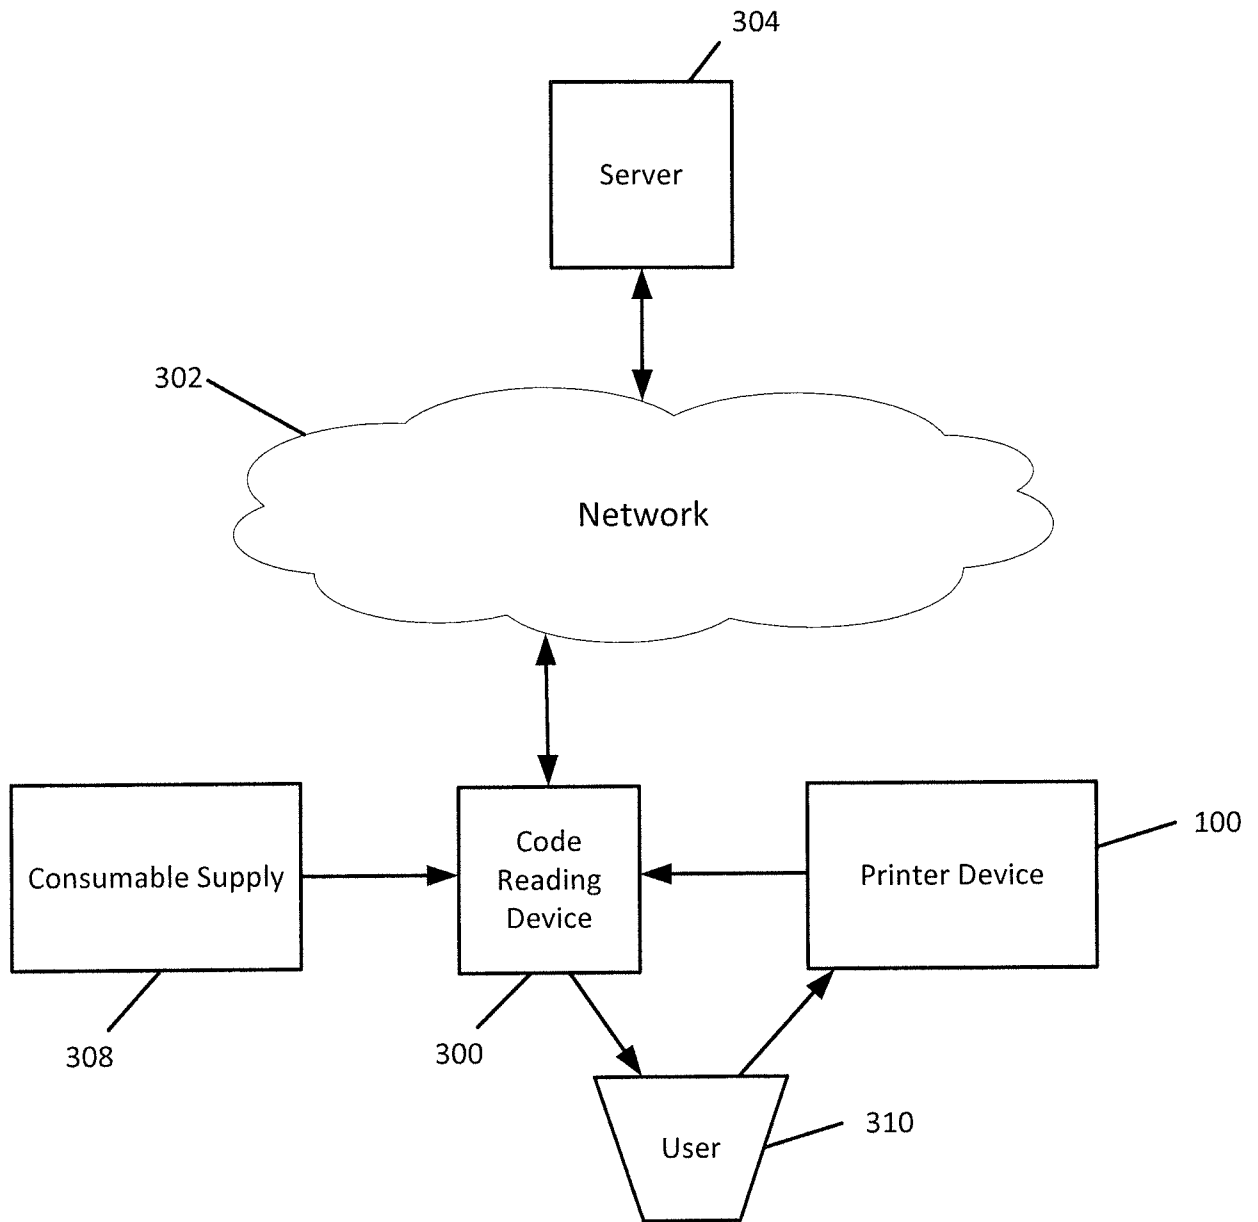 304
Server
302
Network
Consumable Supply
Code
Reading
Device
Printer Device
100
308
300
User
310